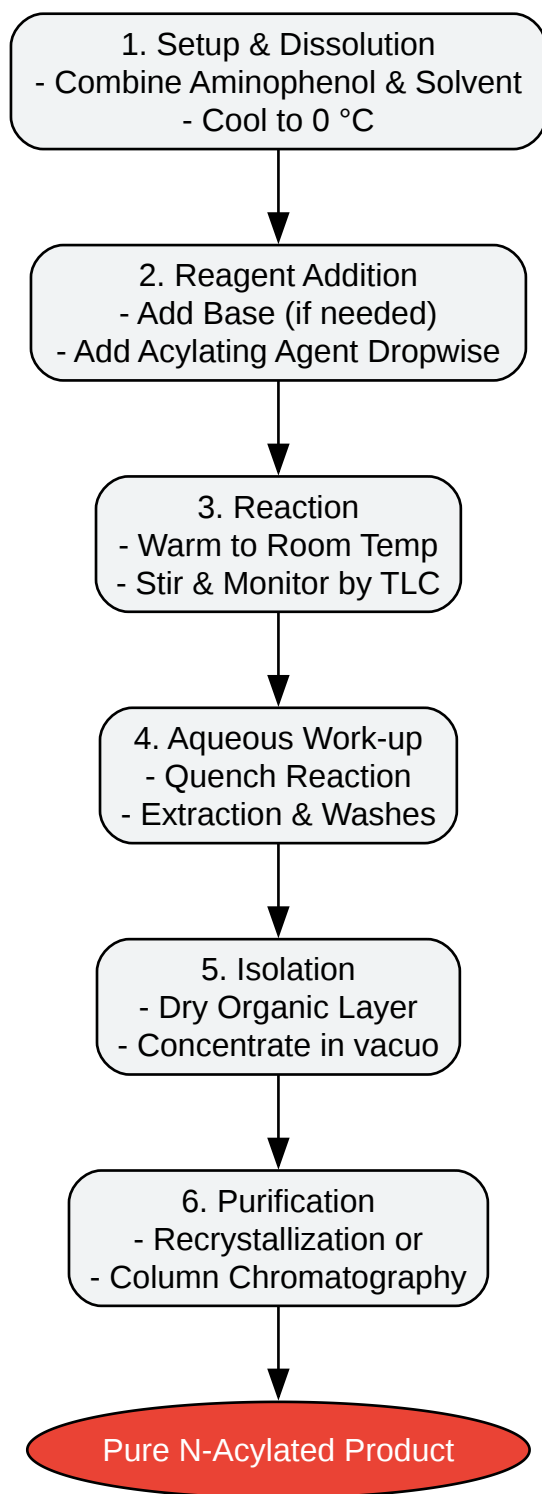 1. Setup & Dissolution
- Combine Aminophenol & Solvent
- Cool to 0 °C
2. Reagent Addition
- Add Base (if needed)
- Add Acylating Agent Dropwise
3. Reaction
- Warm to Room Temp
- Stir & Monitor by TLC
4. Aqueous Work-up
- Quench Reaction
- Extraction & Washes
5. Isolation
- Dry Organic Layer
- Concentrate in vacuo
6. Purification
- Recrystallization or
- Column Chromatography
Pure N-Acylated Product